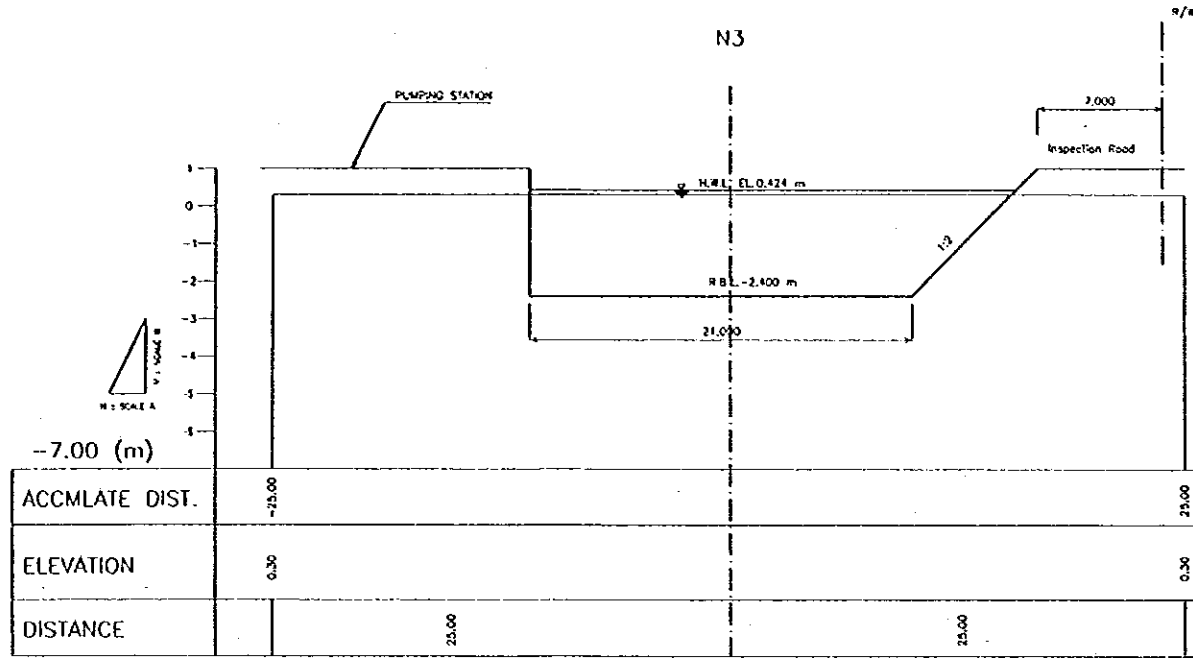 N3
PUMPING STATION
7,000
Inspection Road
H.W.L. EL.0.424 m
0
-1
-2
-3
-4
-5
1:2
R.B.L.-2.400 m
21,000
V : SCALE B
H : SCALE A
-7.00 (m)
ACCMLATE DIST.
-25.00
25.00
ELEVATION
0.30
0.30
DISTANCE
25.00
25.00